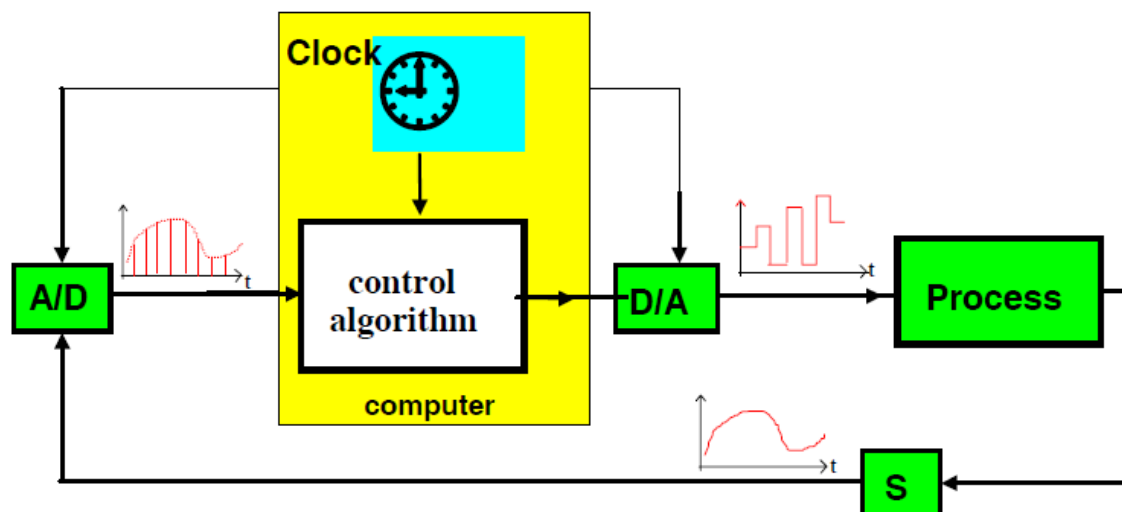 Clock
t
A/D
control
algorithm
D/A
t
Process
computer
t
S